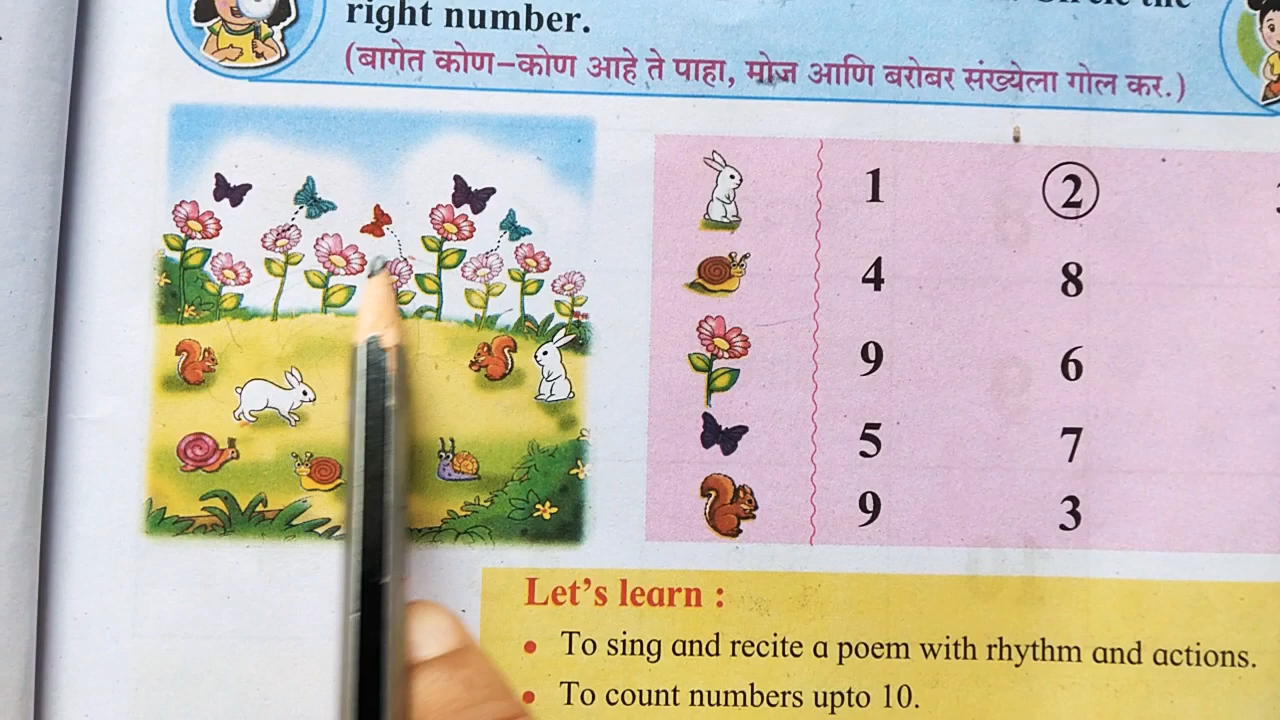 right number.
(बागेत कोण–कोण आहे ते पाहा, मोज आणि बरोबर संख्येला गोल कर.)
1 2
4 8
9 6
5 7
9 3
Let's learn :
• To sing and recite a poem with rhythm and actions.
• To count numbers upto 10.